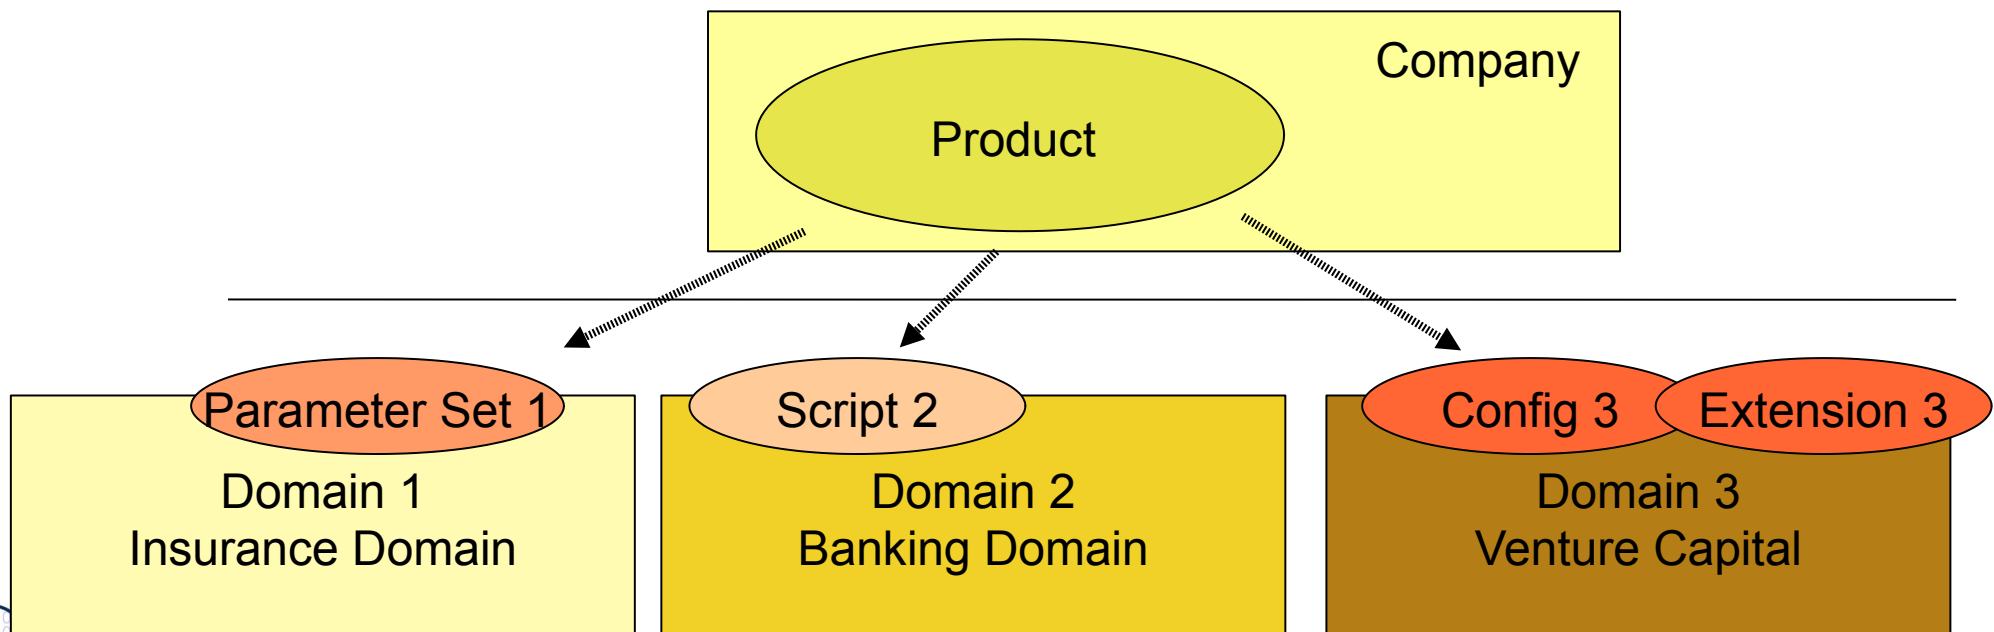 Company
Product
Parameter Set 1
Script 2
Config 3
Extension 3
Domain 1
Insurance Domain
Domain 2
Banking Domain
Domain 3
Venture Capital